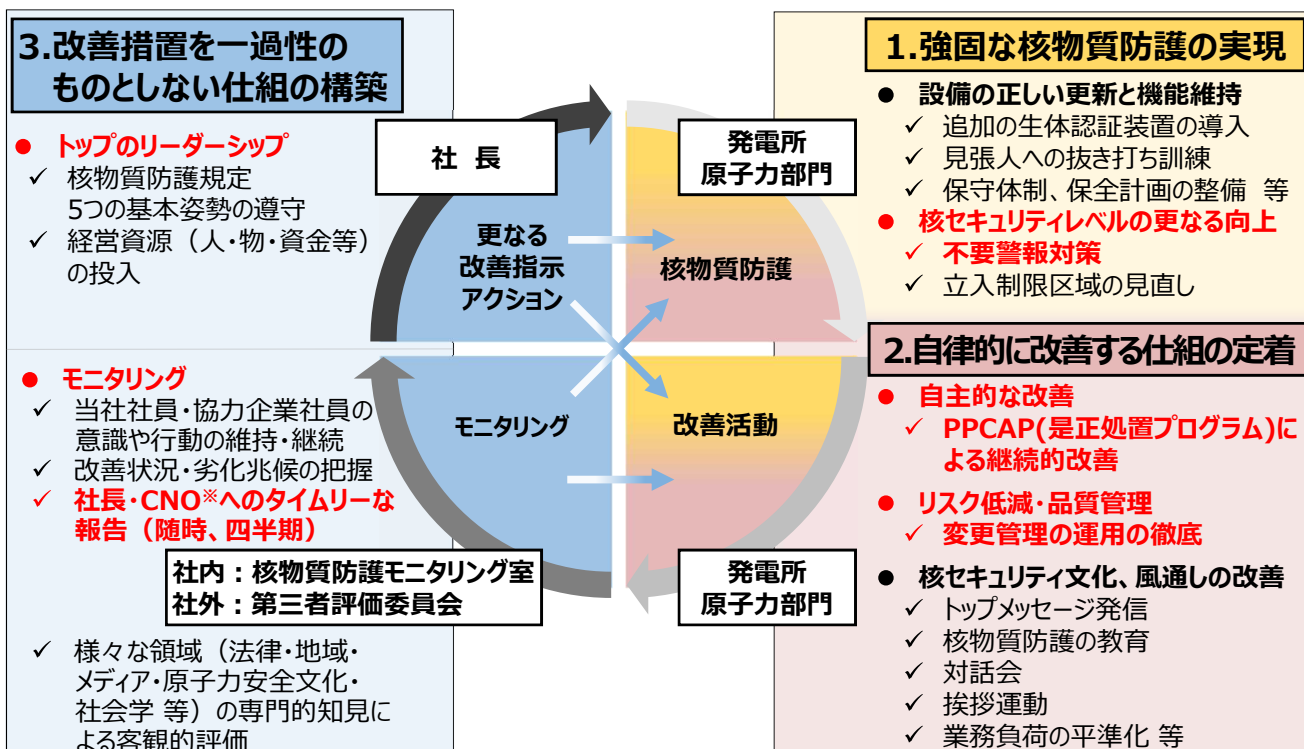 3.改善措置を一過性の
ものとしない仕組の構築
● トップのリーダーシップ
✓ 核物質防護規定
5つの基本姿勢の遵守
✓ 経営資源（人・物・資金等）
の投入
● モニタリング
✓ 当社社員・協力企業社員の
意識や行動の維持・継続
✓ 改善状況・劣化兆候の把握
✓ 社長・CNO※へのタイムリーな
報告（随時、四半期）
社内：核物質防護モニタリング室
社外：第三者評価委員会
✓ 様々な領域（法律・地域・
メディア・原子力安全文化・
社会学 等）の専門的知見に
よる客観的評価
社 長
発電所
原子力部門
更なる
改善指示
アクション
核物質防護
モニタリング
改善活動
発電所
原子力部門
1.強固な核物質防護の実現
● 設備の正しい更新と機能維持
✓ 追加の生体認証装置の導入
✓ 見張人への抜き打ち訓練
✓ 保守体制、保全計画の整備 等
● 核セキュリティレベルの更なる向上
✓ 不要警報対策
✓ 立入制限区域の見直し
2.自律的に改善する仕組の定着
● 自主的な改善
✓ PPCAP(是正処置プログラム)に
よる継続的改善
● リスク低減・品質管理
✓ 変更管理の運用の徹底
● 核セキュリティ文化、風通しの改善
✓ トップメッセージ発信
✓ 核物質防護の教育
✓ 対話会
✓ 挨拶運動
✓ 業務負荷の平準化 等